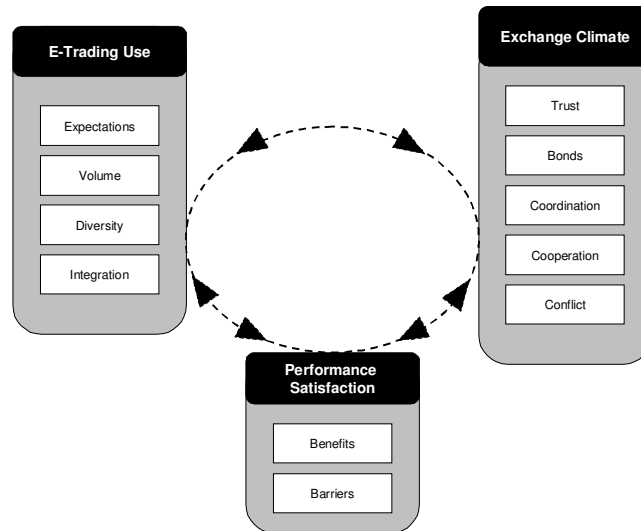 E-Trading Use
Expectations
Volume
Diversity
Integration
Exchange Climate
Trust
Bonds
Coordination
Cooperation
Conflict
Performance
Satisfaction
Benefits
Barriers